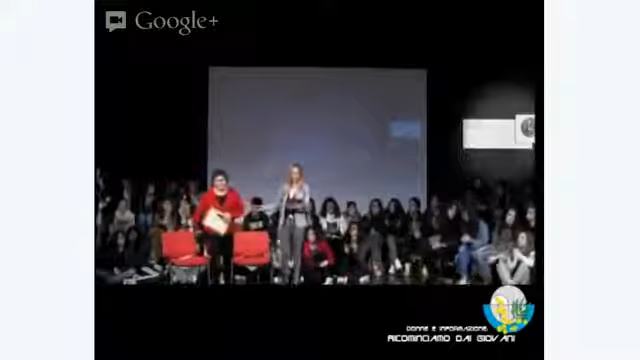 Google+
DONNE E INFORMAZIONE
RICOMINCIAMO DAI GIOVANI